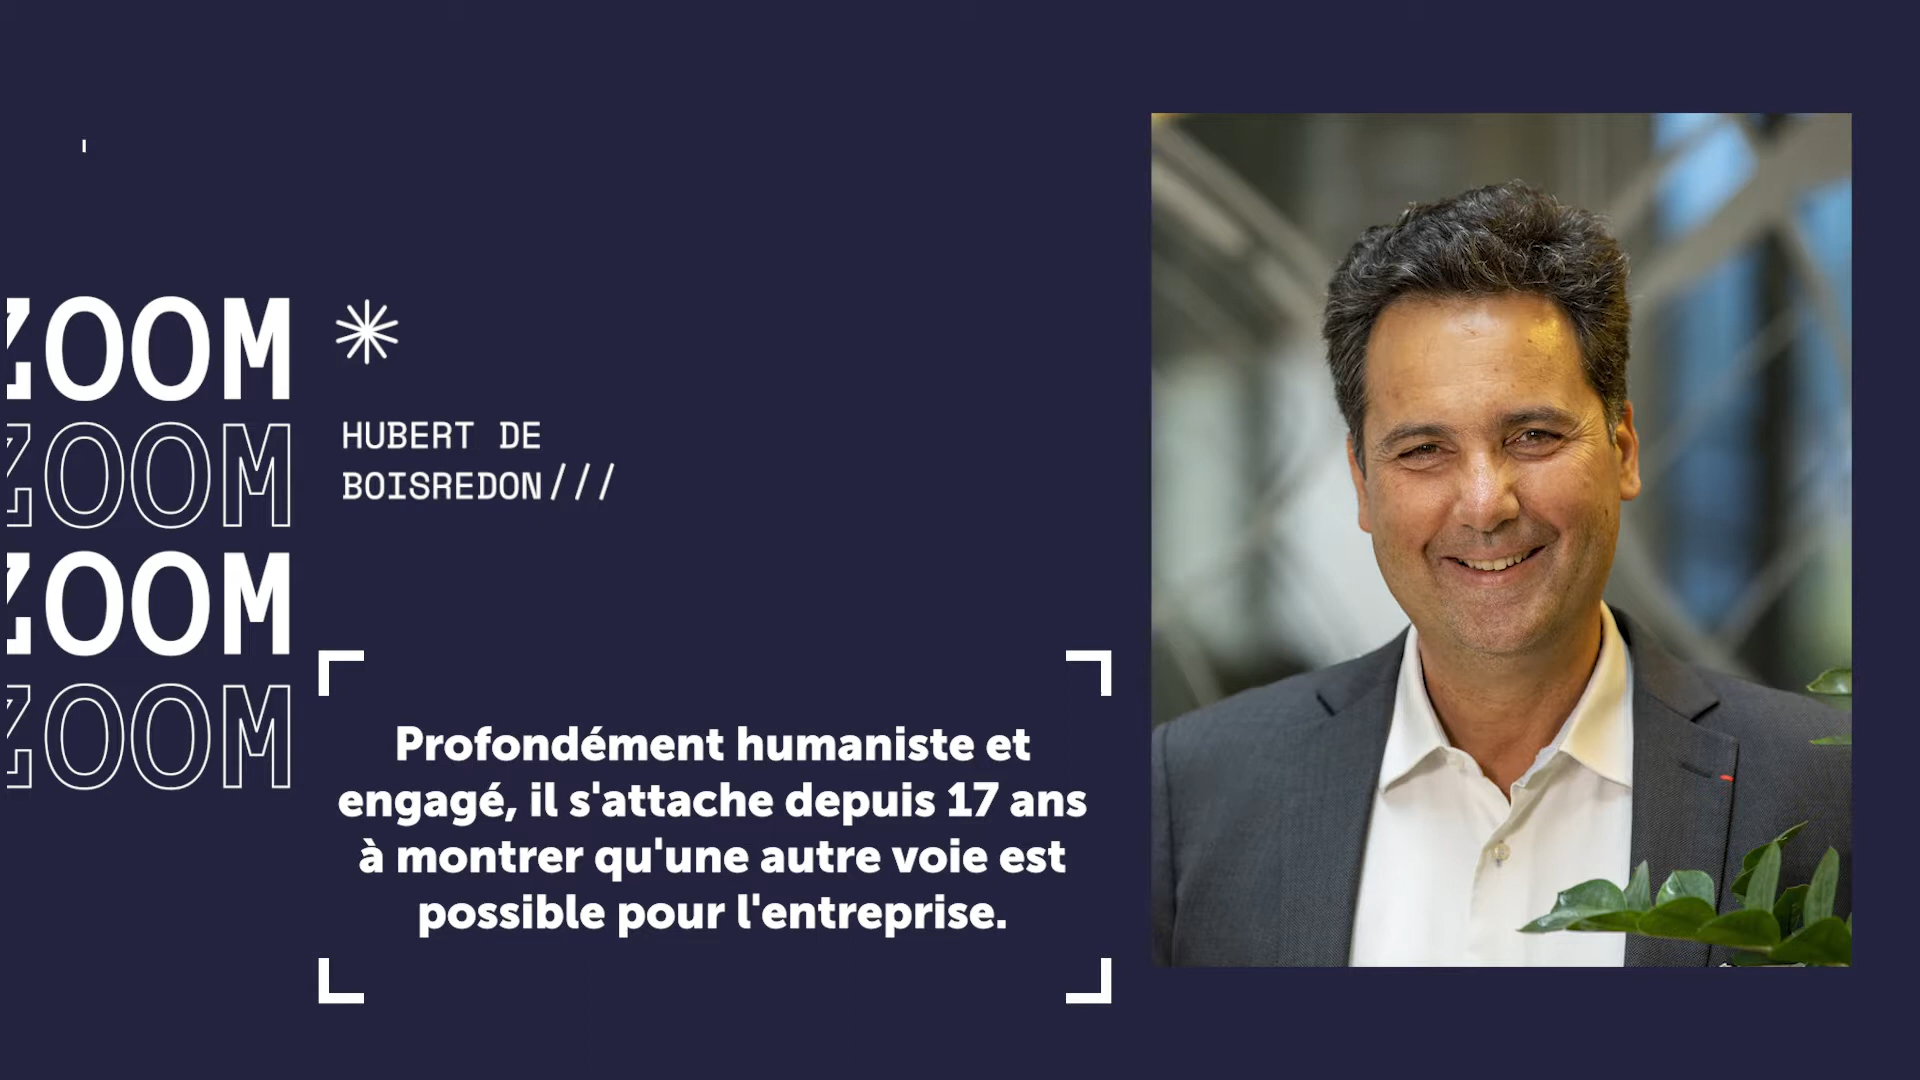 ZOOM
ZOOM
ZOOM
ZOOM
HUBERT DE
BOISREDON///
Profondément humaniste et
engagé, il s'attache depuis 17 ans
à montrer qu'une autre voie est
possible pour l'entreprise.